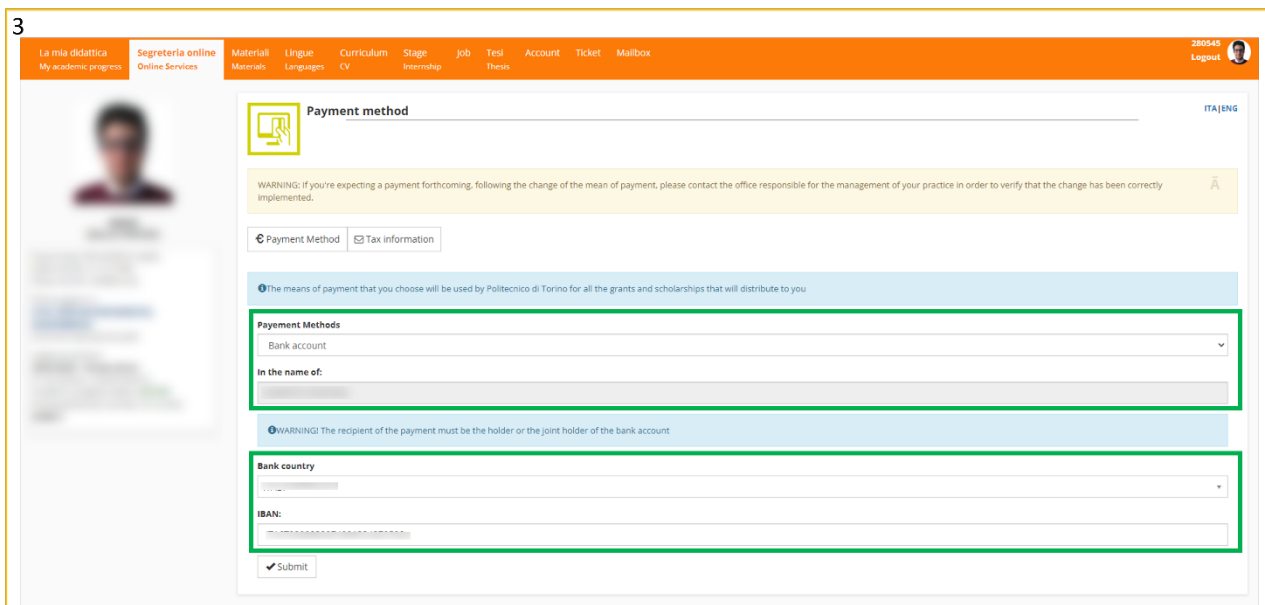 3
La mia didattica
My academic progress
Segreteria online
Online Services
Materiali
Materials
Lingue
Languages
Curriculum
CV
Stage
Internship
Job
Tesi
Thesis
Account
Ticket
Mailbox
280545
Logout
Payment method
ITA|ENG
WARNING: If you're expecting a payment forthcoming, following the change of the mean of payment, please contact the office responsible for the management of your practice in order to verify that the change has been correctly
implemented.
Ã
€ Payment Method
Tax information
The means of payment that you choose will be used by Politecnico di Torino for all the grants and scholarships that will distribute to you
Payement Methods
Bank account
In the name of:
WARNING! The recipient of the payment must be the holder or the joint holder of the bank account
Bank country
IBAN:
Submit